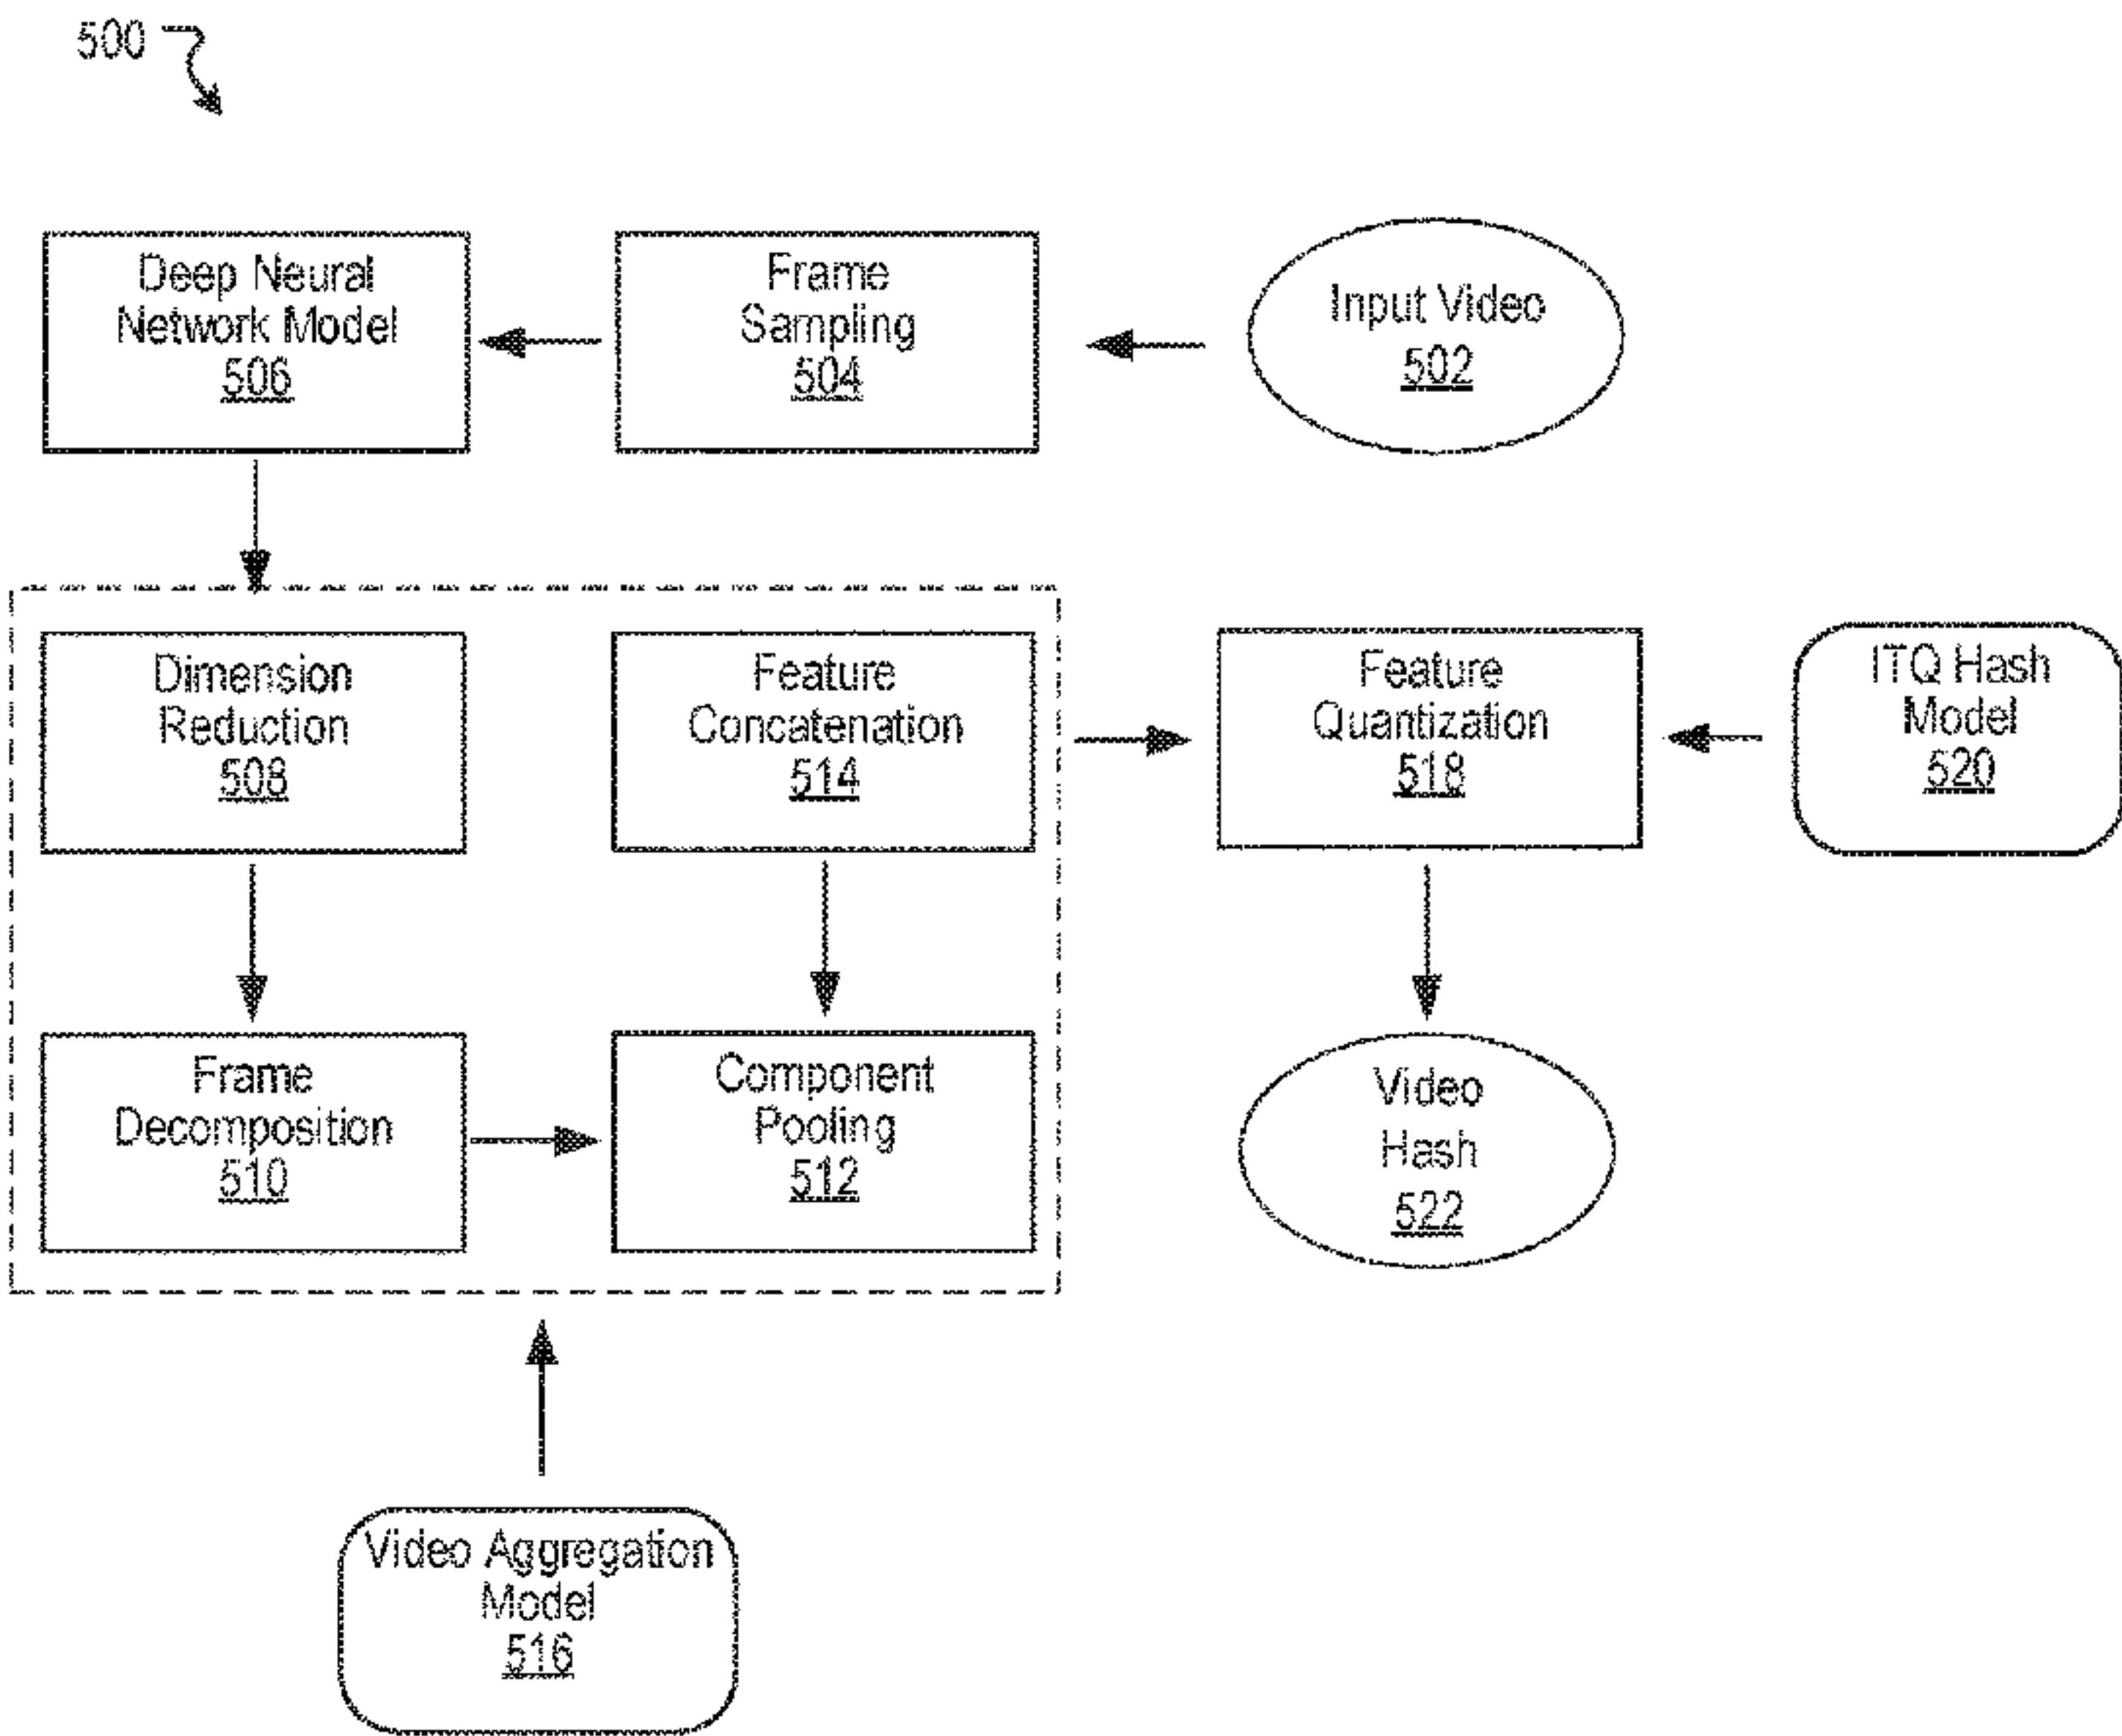 500
Deep Neural
Network Model
506
Frame
Sampling
504
Input Video
502
Dimension
Reduction
508
Feature
Concatenation
514
Feature
Quantization
518
ITQ Hash
Model
520
Frame
Decomposition
510
Component
Pooling
512
Video
Hash
522
Video Aggregation
Model
516